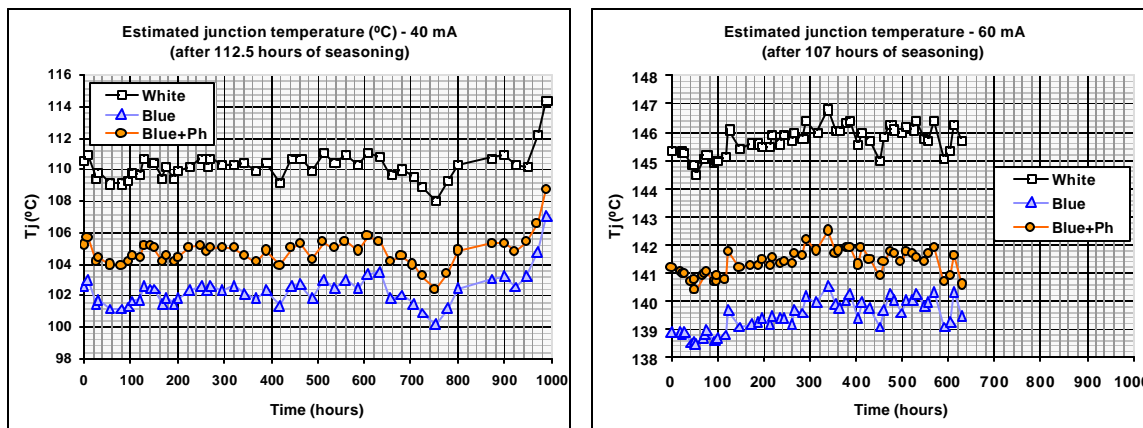 Estimated junction temperature (ºC) - 40 mA
(after 112.5 hours of seasoning)
116
114
112
110
108
106
104
102
100
98
White
Blue
Blue+Ph
Tj (ºC)
0 100 200 300 400 500 600 700 800 900 1000
Time (hours)
Estimated junction temperature - 60 mA
(after 107 hours of seasoning)
148
147
146
145
144
143
142
141
140
139
138
White
Blue
Blue+Ph
Tj (ºC)
0 100 200 300 400 500 600 700 800 900 100
Time (hours)